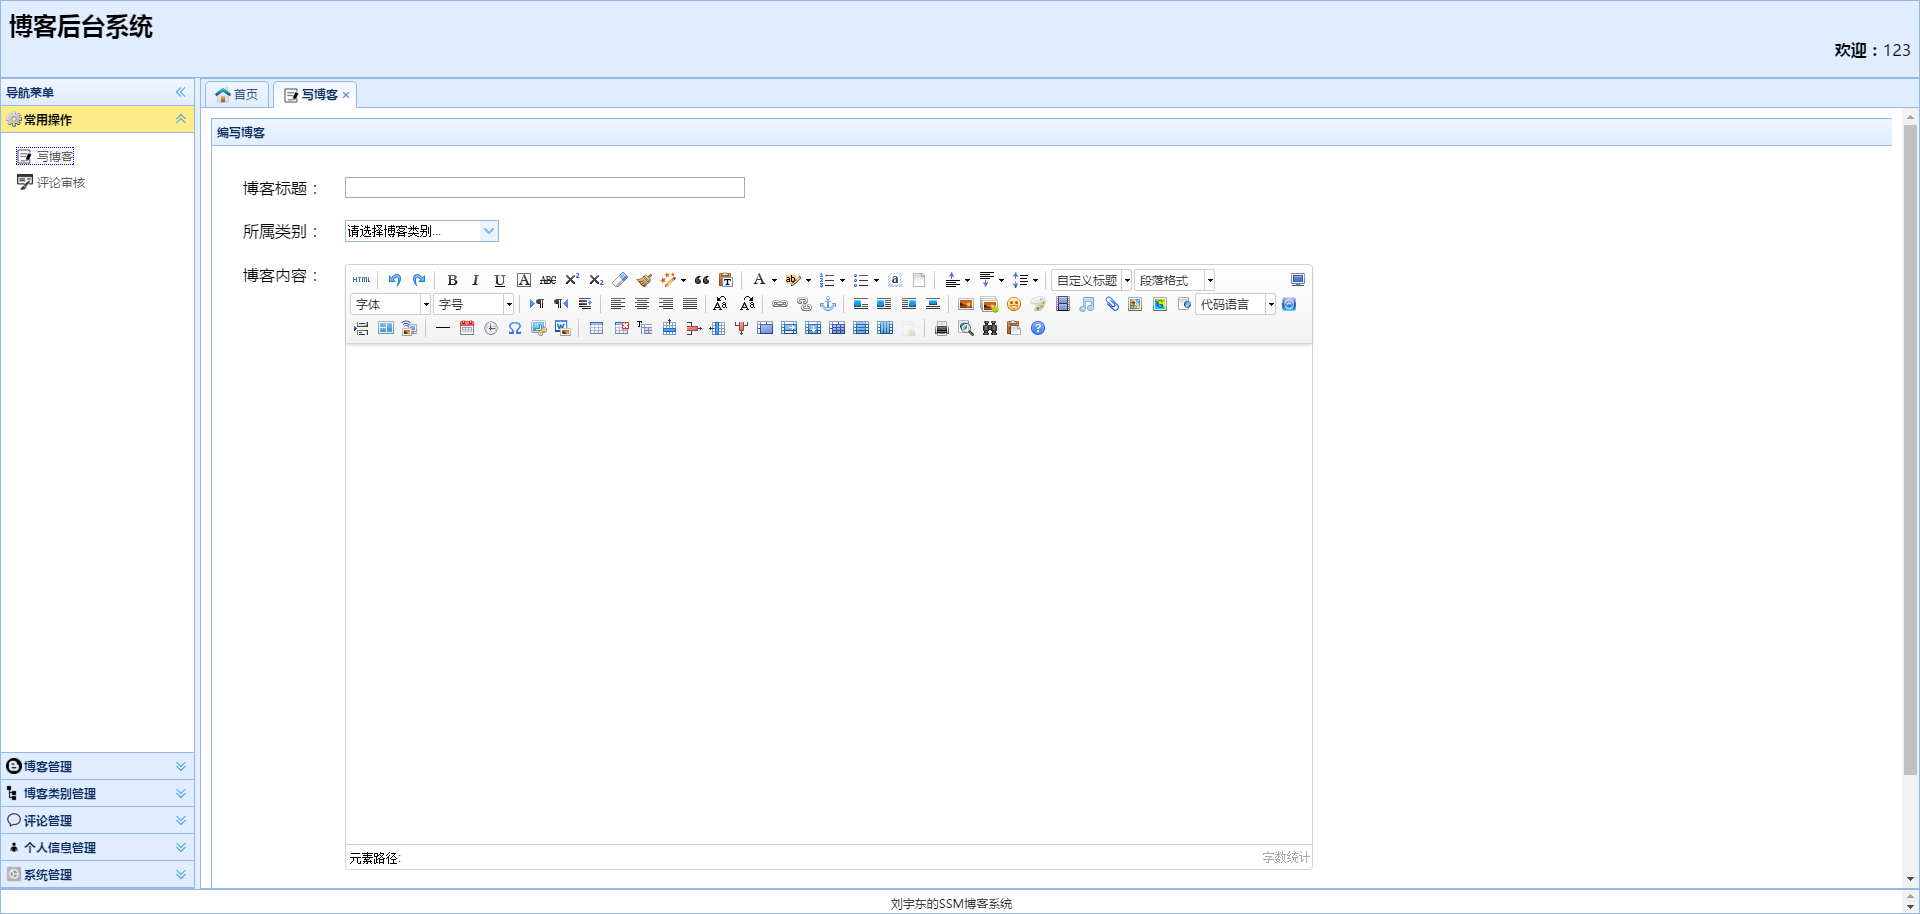 博客后台系统
欢迎：123
导航菜单
常用操作
写博客
评论审核
博客管理
博客类别管理
评论管理
个人信息管理
系统管理
首页
写博客
编写博客
博客标题：
所属类别：
请选择博客类别...
博客内容：
HTML B I U A ABC X² X₂ A ab a 自定义标题 段落格式
字体 字号 代码语言
元素路径: 字数统计
刘宇东的SSM博客系统